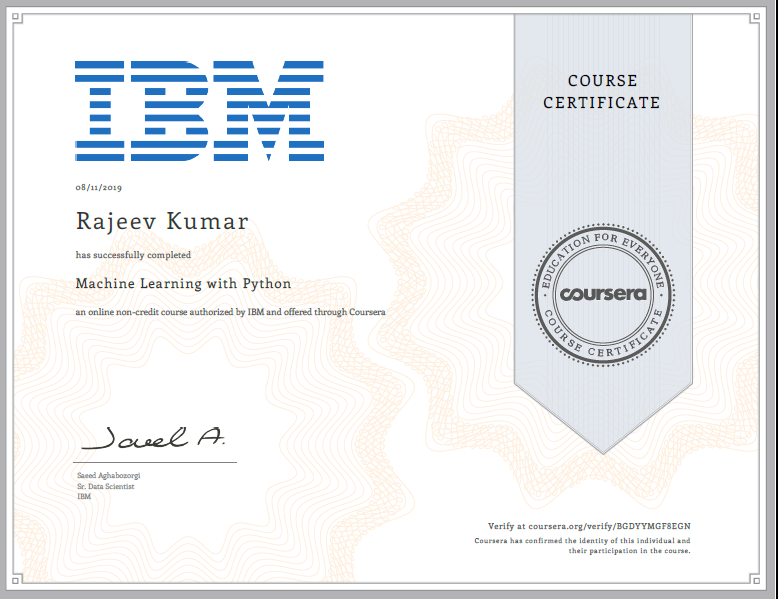 IBM
COURSE
CERTIFICATE
08/11/2019
Rajeev Kumar
has successfully completed
Machine Learning with Python
an online non-credit course authorized by IBM and offered through Coursera
EDUCATION FOR EVERYONE
coursera
COURSE CERTIFICATE
Saeed A.
Saeed Aghabozorgi
Sr. Data Scientist
IBM
Verify at coursera.org/verify/BGDYYMGF8EGN
Coursera has confirmed the identity of this individual and
their participation in the course.